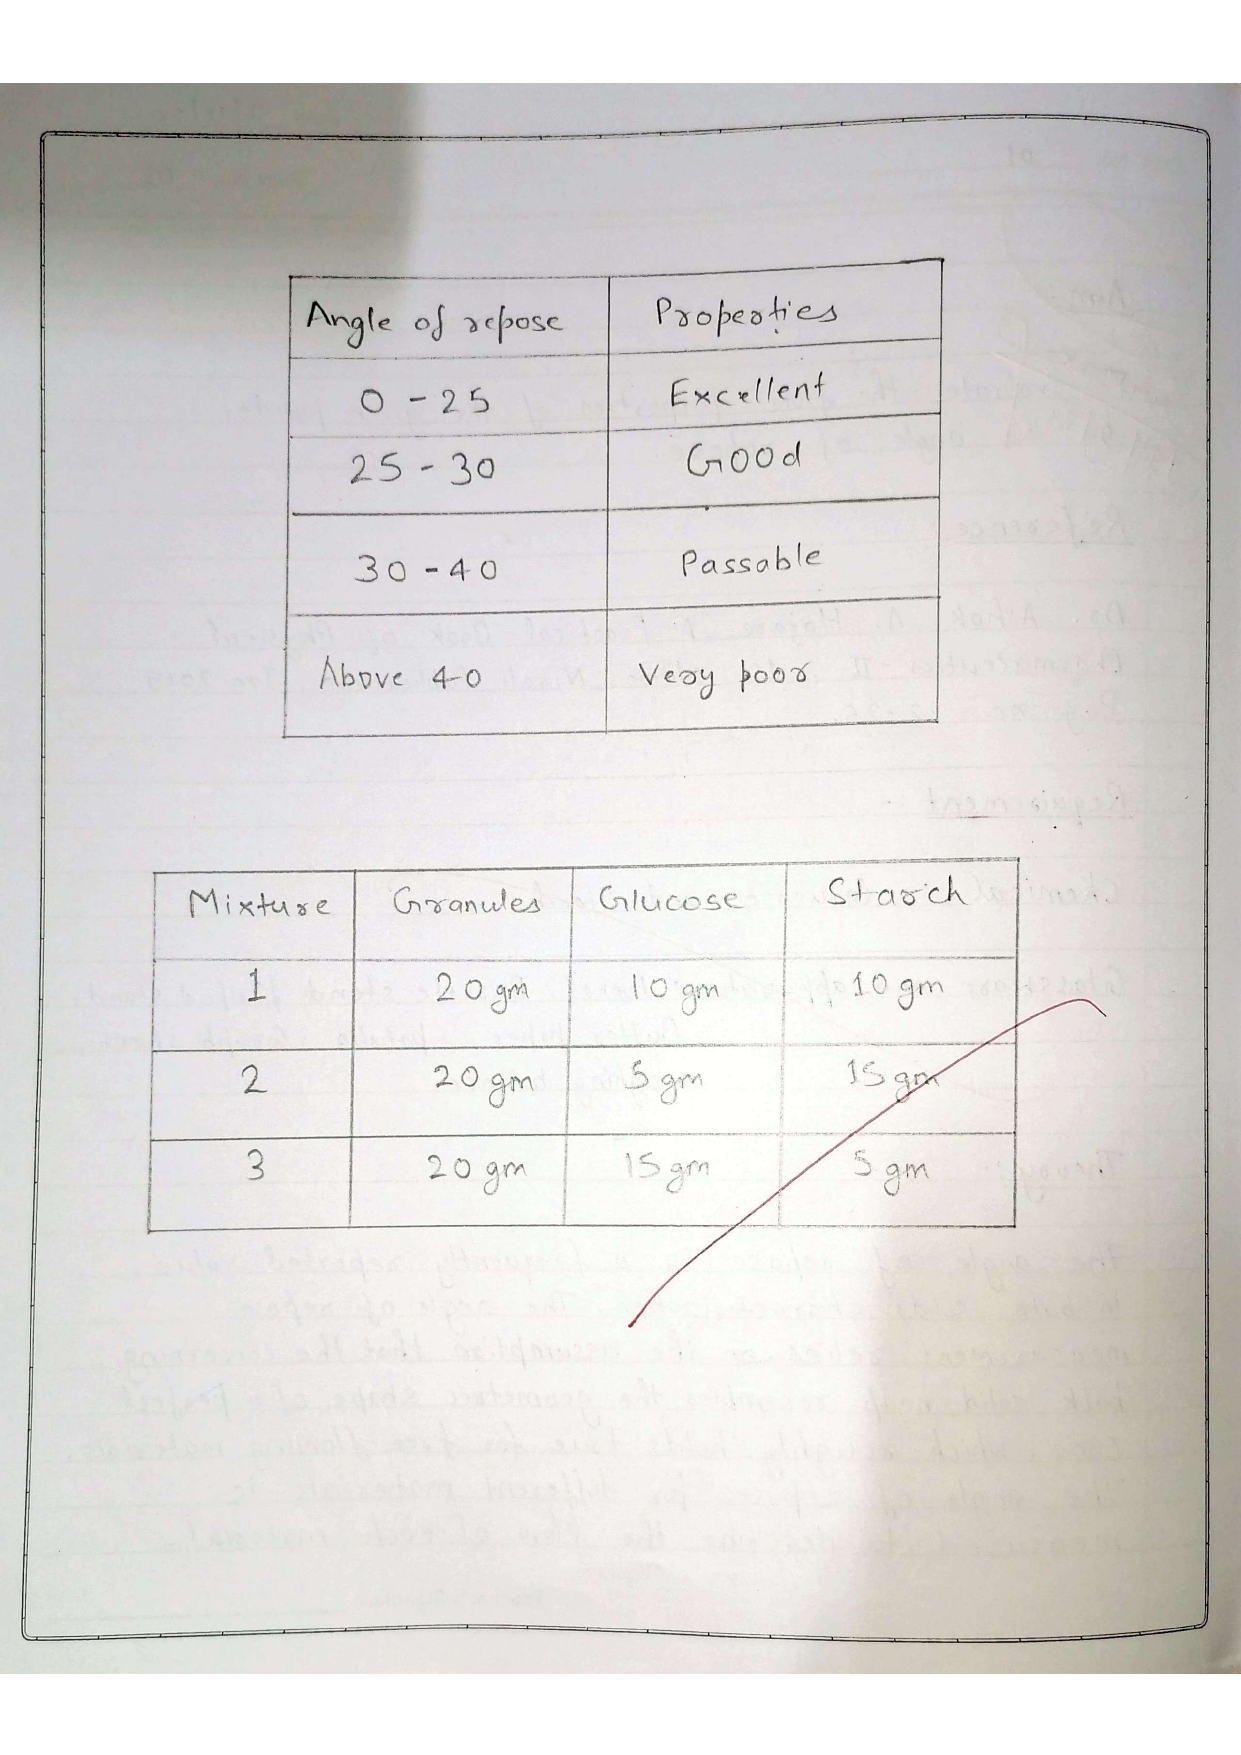 Angle of repose Properties
0 - 25 Excellent
25 - 30 Good
30 - 40 Passable
Above 40 Very poor
Mixture Granules Glucose Starch
1 20 gm 10 gm 10 gm
2 20 gm 5 gm 15 gm
3 20 gm 15 gm 5 gm